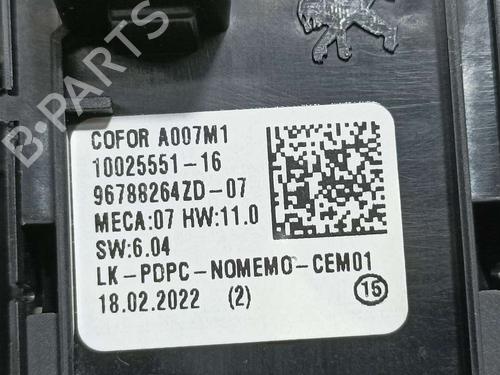 B-PARTS
COFOR A007M1
10025551-16
96788264ZD-07
MECA:07 HW:11.0
SW:6.04
LK-PDPC-NOMEMO-CEM01
18.02.2022 (2)
15